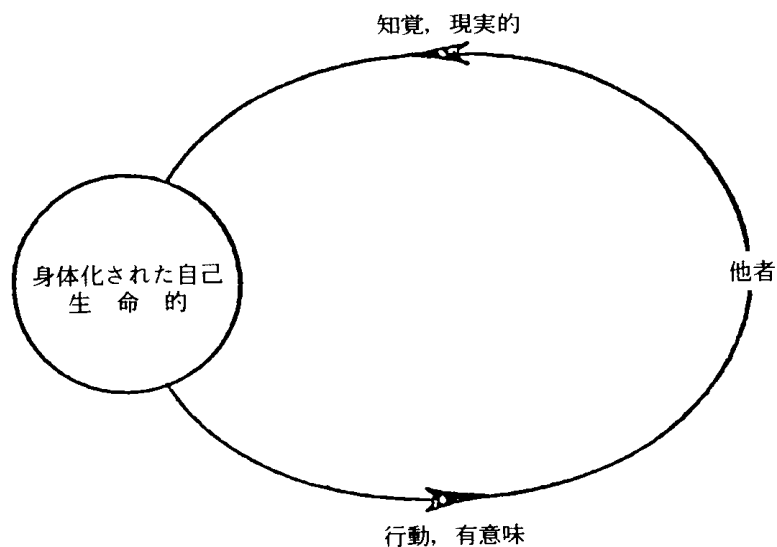 知覚，現実的
身体化された自己
生命的
他者
行動，有意味